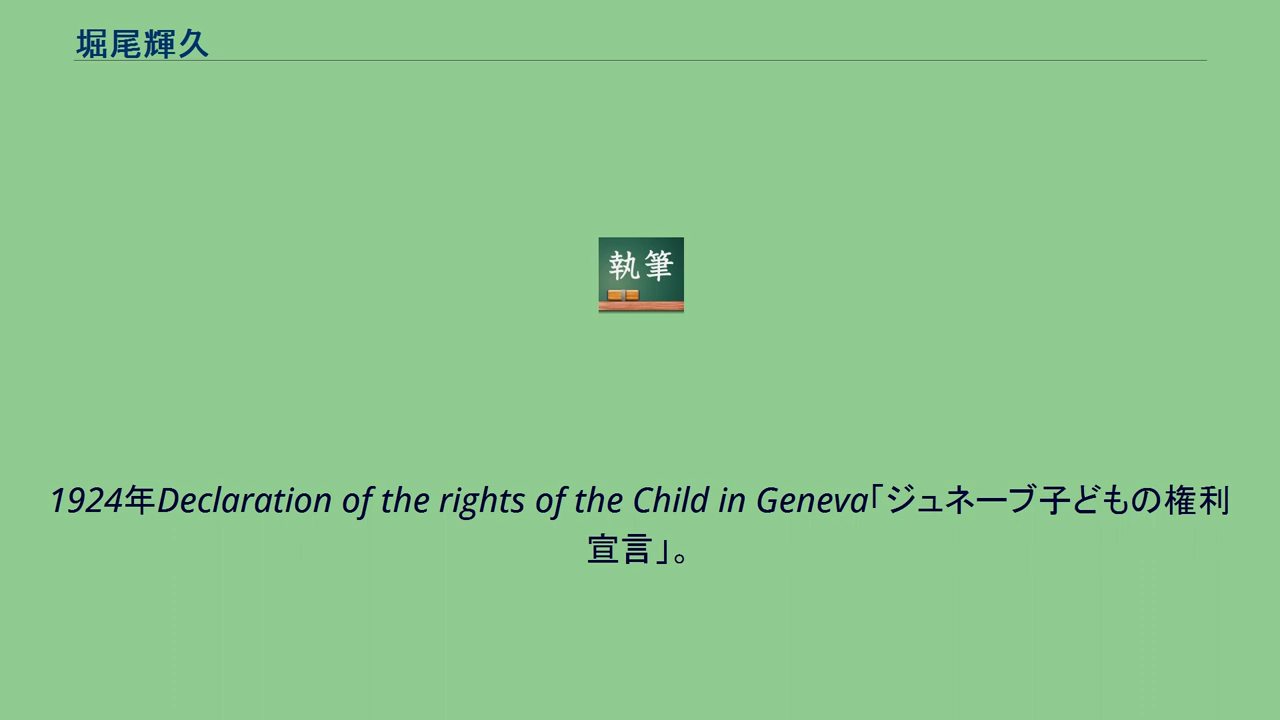 堀尾輝久
執筆
1924年Declaration of the rights of the Child in Geneva「ジュネーブ子どもの権利
宣言」。